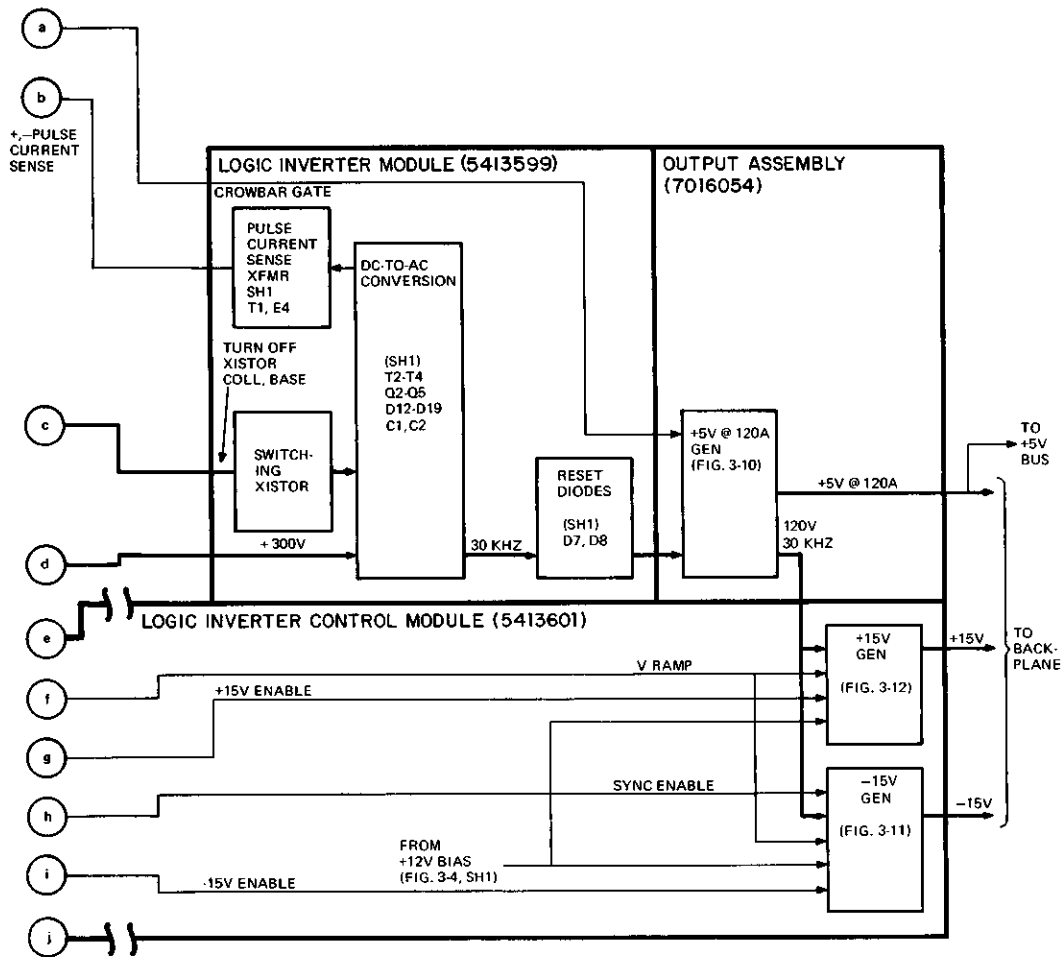 a
b
+,−PULSE
CURRENT
SENSE
LOGIC INVERTER MODULE (5413599)
OUTPUT ASSEMBLY
(7016054)
CROWBAR GATE
PULSE
CURRENT
SENSE
XFMR
SH1
T1, E4
DC-TO-AC
CONVERSION
(SH1)
T2-T4
Q2-Q5
D12-D19
C1, C2
TURN OFF
XISTOR
COLL, BASE
c
SWITCH-
ING
XISTOR
RESET
DIODES
(SH1)
D7, D8
+5V @ 120A
GEN
(FIG. 3-10)
TO
+5V
BUS
+5V @ 120A
120V
30 KHZ
d
+300V
30 KHZ
e
LOGIC INVERTER CONTROL MODULE (5413601)
+15V
GEN
(FIG. 3-12)
+15V
TO
BACK-
PLANE
f
V RAMP
+15V ENABLE
g
h
SYNC ENABLE
−15V
GEN
(FIG. 3-11)
−15V
FROM
+12V BIAS
(FIG. 3-4, SH1)
i
-15V ENABLE
j